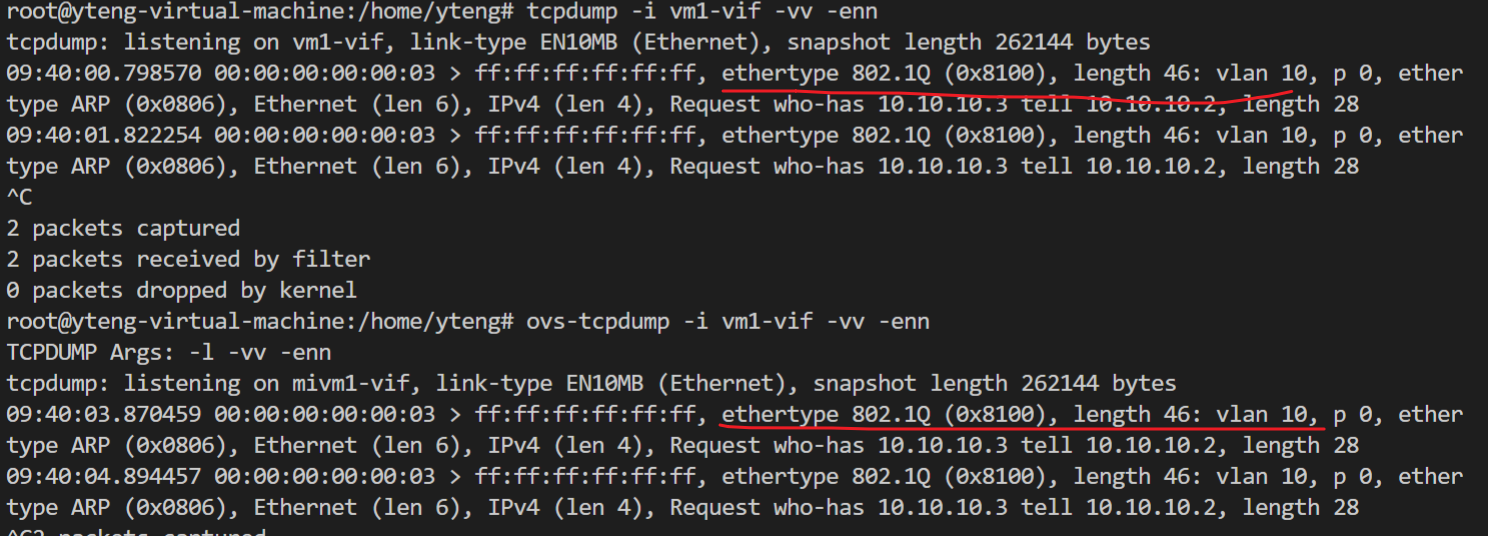 root@yteng-virtual-machine:/home/yteng# tcpdump -i vm1-vif -vv -enn
tcpdump: listening on vm1-vif, link-type EN10MB (Ethernet), snapshot length 262144 bytes
09:40:00.798570 00:00:00:00:00:03 > ff:ff:ff:ff:ff:ff, ethertype 802.1Q (0x8100), length 46: vlan 10, p 0, ether
type ARP (0x0806), Ethernet (len 6), IPv4 (len 4), Request who-has 10.10.10.3 tell 10.10.10.2, length 28
09:40:01.822254 00:00:00:00:00:03 > ff:ff:ff:ff:ff:ff, ethertype 802.1Q (0x8100), length 46: vlan 10, p 0, ether
type ARP (0x0806), Ethernet (len 6), IPv4 (len 4), Request who-has 10.10.10.3 tell 10.10.10.2, length 28
^C
2 packets captured
2 packets received by filter
0 packets dropped by kernel
root@yteng-virtual-machine:/home/yteng# ovs-tcpdump -i vm1-vif -vv -enn
TCPDUMP Args: -l -vv -enn
tcpdump: listening on mivm1-vif, link-type EN10MB (Ethernet), snapshot length 262144 bytes
09:40:03.870459 00:00:00:00:00:03 > ff:ff:ff:ff:ff:ff, ethertype 802.1Q (0x8100), length 46: vlan 10, p 0, ether
type ARP (0x0806), Ethernet (len 6), IPv4 (len 4), Request who-has 10.10.10.3 tell 10.10.10.2, length 28
09:40:04.894457 00:00:00:00:00:03 > ff:ff:ff:ff:ff:ff, ethertype 802.1Q (0x8100), length 46: vlan 10, p 0, ether
type ARP (0x0806), Ethernet (len 6), IPv4 (len 4), Request who-has 10.10.10.3 tell 10.10.10.2, length 28
^C2 packets captured